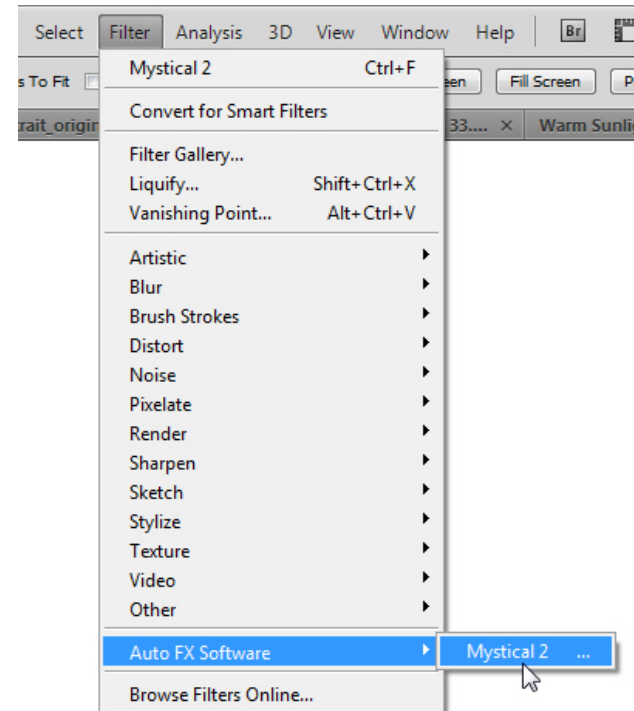 Select Filter Analysis 3D View Window Help Br
s To Fit een Fill Screen P
Mystical 2 Ctrl+F
Convert for Smart Filters
rait_origin 33.... × Warm Sunli
Filter Gallery...
Liquify... Shift+Ctrl+X
Vanishing Point... Alt+Ctrl+V
Artistic
Blur
Brush Strokes
Distort
Noise
Pixelate
Render
Sharpen
Sketch
Stylize
Texture
Video
Other
Auto FX Software Mystical 2 ...
Browse Filters Online...